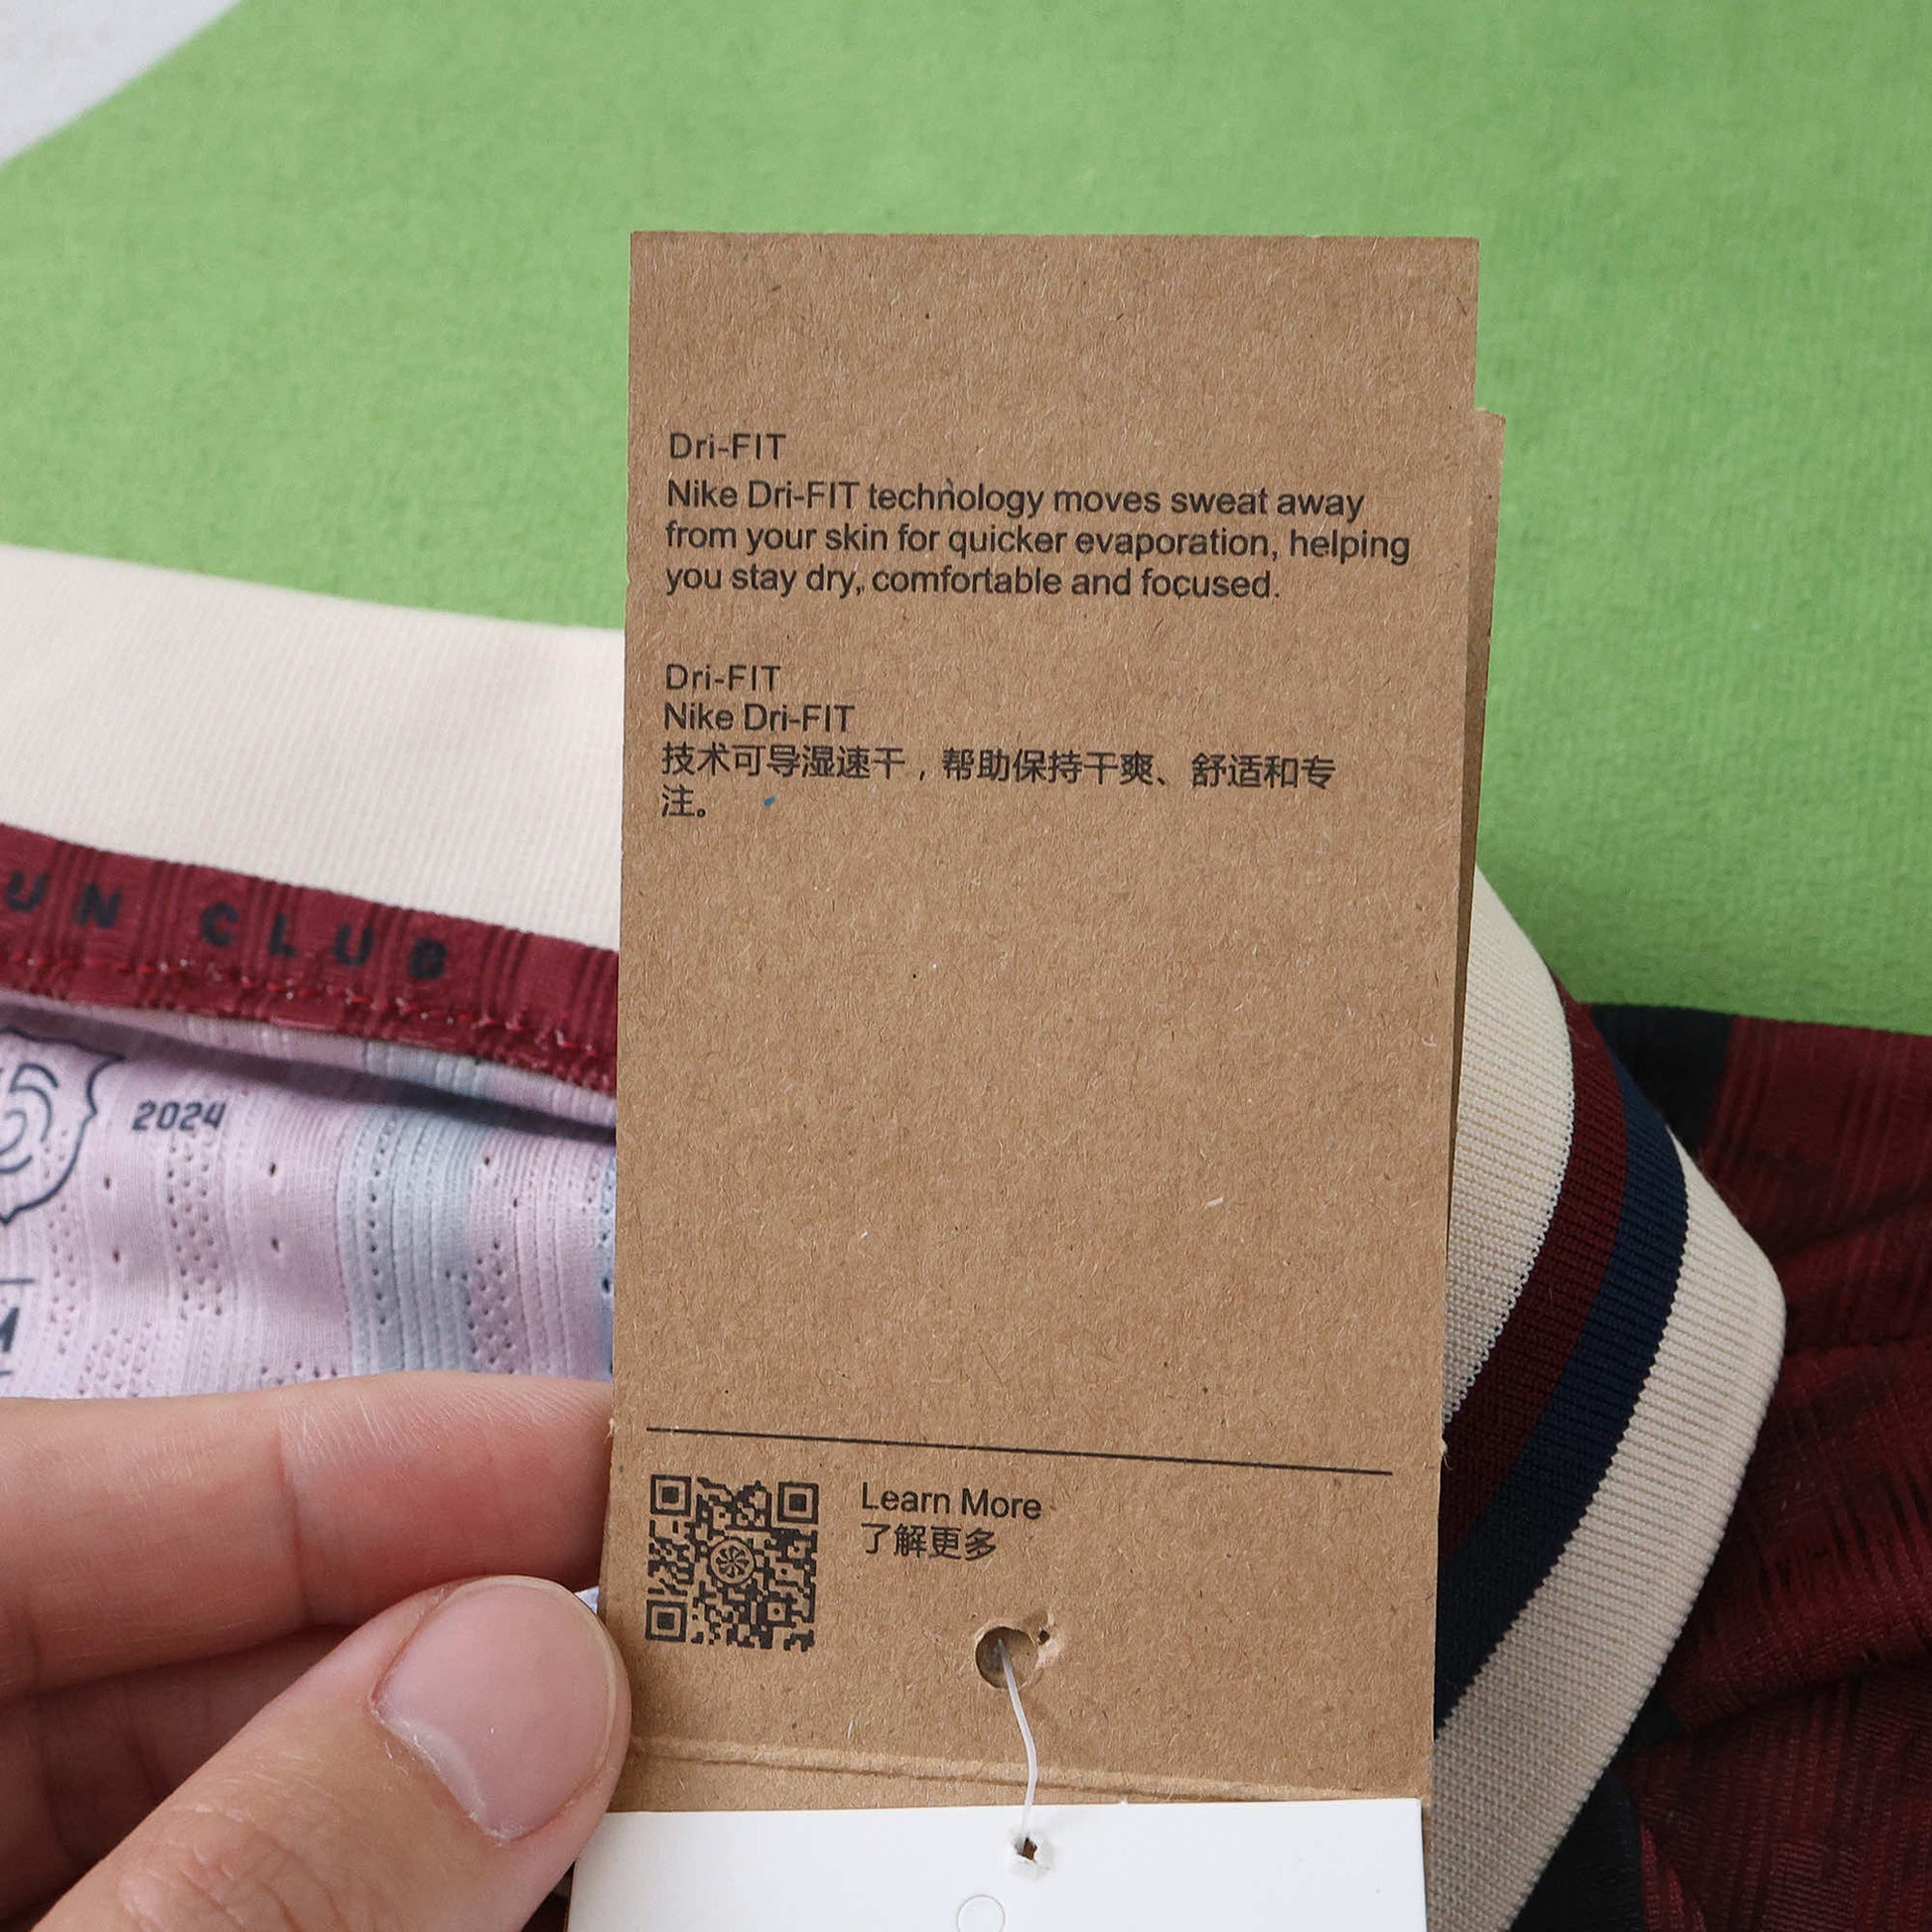 Dri-FIT
Nike Dri-FIT technology moves sweat away
from your skin for quicker evaporation, helping
you stay dry, comfortable and focused.
Dri-FIT
Nike Dri-FIT
技术可导湿速干，帮助保持干爽、舒适和专
注。
UN CLUB
2024
M
Learn More
了解更多